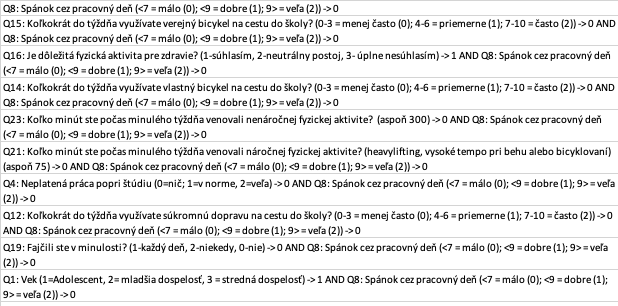 Q8: Spánok cez pracovný deň (<7 = málo (0); <9 = dobre (1); 9> = veľa (2)) -> 0
Q15: Koľkokrát do týždňa využívate verejný bicykel na cestu do školy? (0-3 = menej často (0); 4-6 = priemerne (1); 7-10 = často (2)) -> 0 AND
Q8: Spánok cez pracovný deň (<7 = málo (0); <9 = dobre (1); 9> = veľa (2)) -> 0
Q16: Je dôležitá fyzická aktivita pre zdravie? (1-súhlasím, 2-neutrálny postoj, 3- úplne nesúhlasím) -> 1 AND Q8: Spánok cez pracovný deň
(<7 = málo (0); <9 = dobre (1); 9> = veľa (2)) -> 0
Q14: Koľkokrát do týždňa využívate vlastný bicykel na cestu do školy? (0-3 = menej často (0); 4-6 = priemerne (1); 7-10 = často (2)) -> 0 AND
Q8: Spánok cez pracovný deň (<7 = málo (0); <9 = dobre (1); 9> = veľa (2)) -> 0
Q23: Koľko minút ste počas minulého týždňa venovali nenáročnej fyzickej aktivite? (aspoň 300) -> 0 AND Q8: Spánok cez pracovný deň
(<7 = málo (0); <9 = dobre (1); 9> = veľa (2)) -> 0
Q21: Koľko minút ste počas minulého týždňa venovali náročnej fyzickej aktivite? (heavylifting, vysoké tempo pri behu alebo bicyklovaní)
(aspoň 75) -> 0 AND Q8: Spánok cez pracovný deň (<7 = málo (0); <9 = dobre (1); 9> = veľa (2)) -> 0
Q4: Neplatená práca popri štúdiu (0=nič; 1=v norme, 2=veľa) -> 0 AND Q8: Spánok cez pracovný deň (<7 = málo (0); <9 = dobre (1); 9> = veľa
(2)) -> 0
Q12: Koľkokrát do týždňa využívate súkromnú dopravu na cestu do školy? (0-3 = menej často (0); 4-6 = priemerne (1); 7-10 = často (2)) -> 0
AND Q8: Spánok cez pracovný deň (<7 = málo (0); <9 = dobre (1); 9> = veľa (2)) -> 0
Q19: Fajčili ste v minulosti? (1-každý deň, 2-niekedy, 0-nie) -> 0 AND Q8: Spánok cez pracovný deň (<7 = málo (0); <9 = dobre (1); 9> = veľa
(2)) -> 0
Q1: Vek (1=Adolescent, 2= mladšia dospelosť, 3 = stredná dospelosť) -> 1 AND Q8: Spánok cez pracovný deň (<7 = málo (0); <9 = dobre (1);
9> = veľa (2)) -> 0